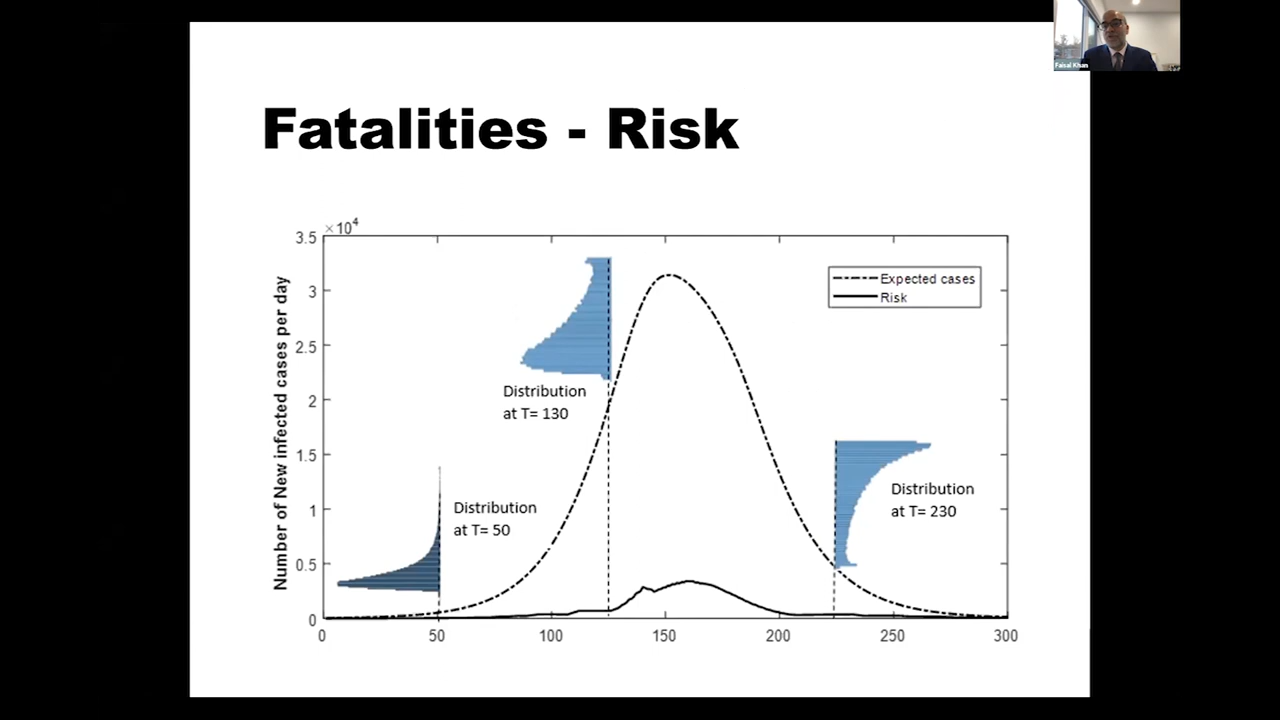 Faisal Khan
Fatalities - Risk
×10⁴
3.5
3
2.5
2
1.5
1
0.5
0
Number of New infected cases per day
Expected cases
Risk
Distribution
at T= 130
Distribution
at T= 50
Distribution
at T= 230
0
50
100
150
200
250
300